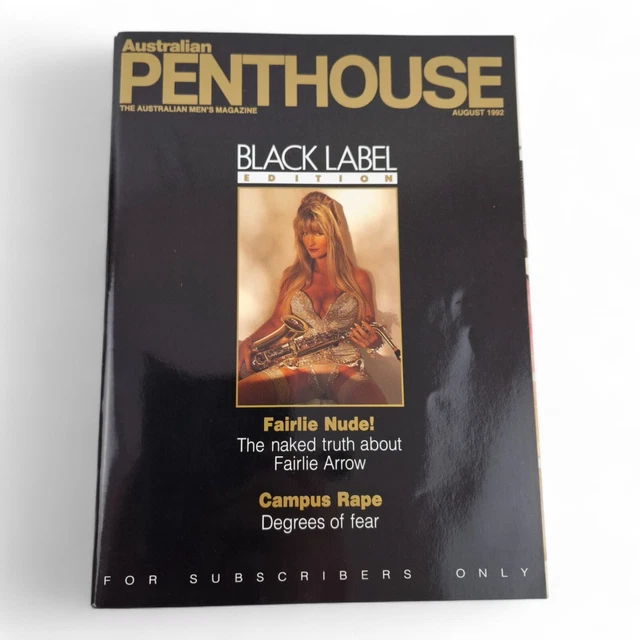 Australian
PENTHOUSE
THE AUSTRALIAN MEN'S MAGAZINE
AUGUST 1992
BLACK LABEL
EDITION
Fairlie Nude!
The naked truth about
Fairlie Arrow
Campus Rape
Degrees of fear
FOR SUBSCRIBERS ONLY